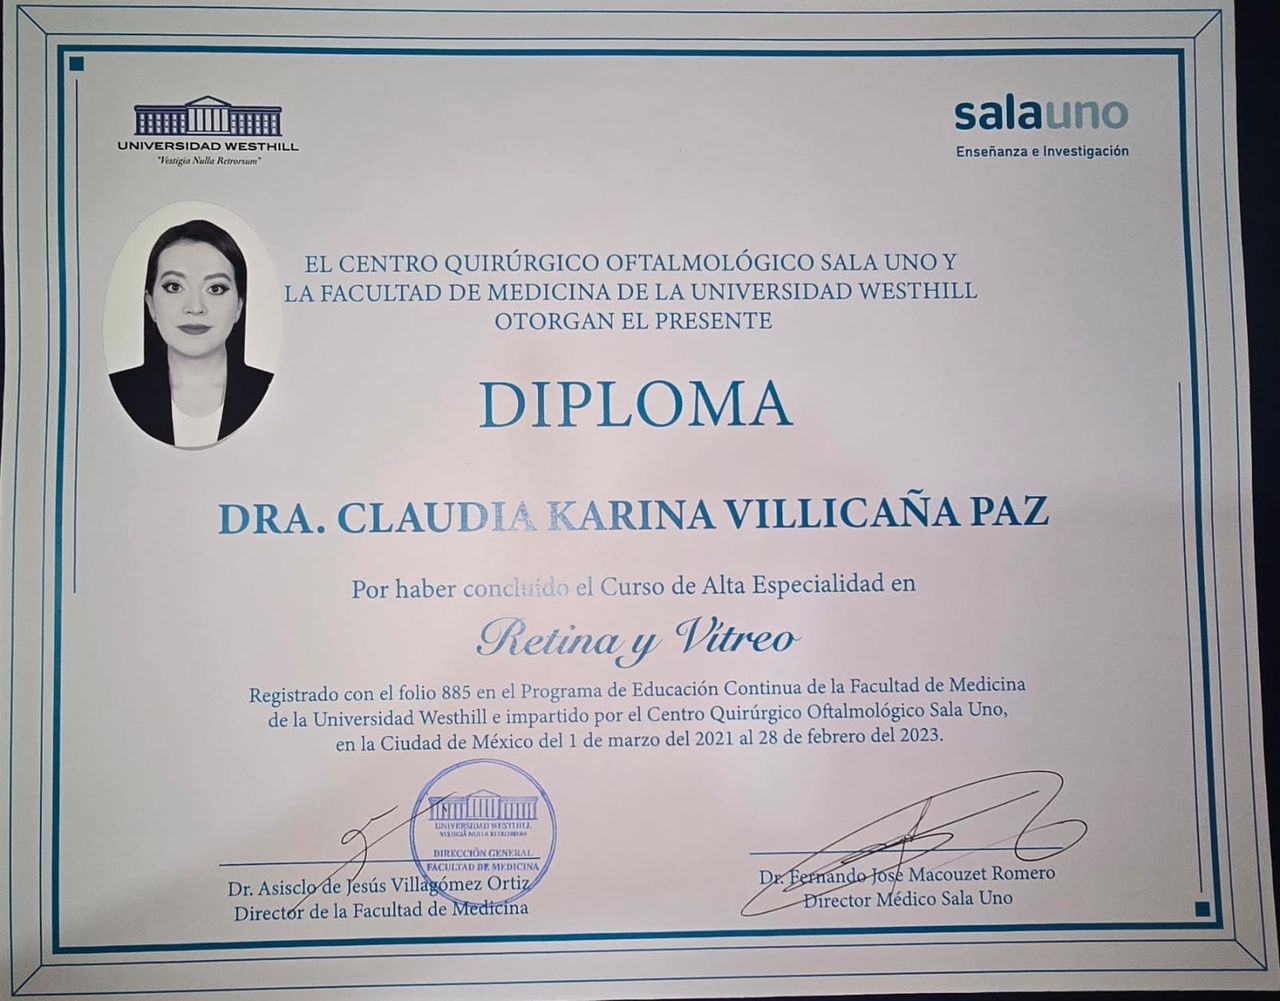 UNIVERSIDAD WESTHILL
"Vestigia Nulla Retrorsum"
salauno
Enseñanza e Investigación
EL CENTRO QUIRÚRGICO OFTALMOLÓGICO SALA UNO Y
LA FACULTAD DE MEDICINA DE LA UNIVERSIDAD WESTHILL
OTORGAN EL PRESENTE
DIPLOMA
DRA. CLAUDIA KARINA VILLICAÑA PAZ
Por haber concluído el Curso de Alta Especialidad en
Retina y Vítreo
Registrado con el folio 885 en el Programa de Educación Continua de la Facultad de Medicina
de la Universidad Westhill e impartido por el Centro Quirúrgico Oftalmológico Sala Uno,
en la Ciudad de México del 1 de marzo del 2021 al 28 de febrero del 2023.
UNIVERSIDAD WESTHILL
VESTIGIA NULLA RETRORSUM
DIRECCIÓN GENERAL
FACULTAD DE MEDICINA
Dr. Asisclo de Jesús Villagómez Ortiz
Director de la Facultad de Medicina
Dr. Fernando José Macouzet Romero
Director Médico Sala Uno